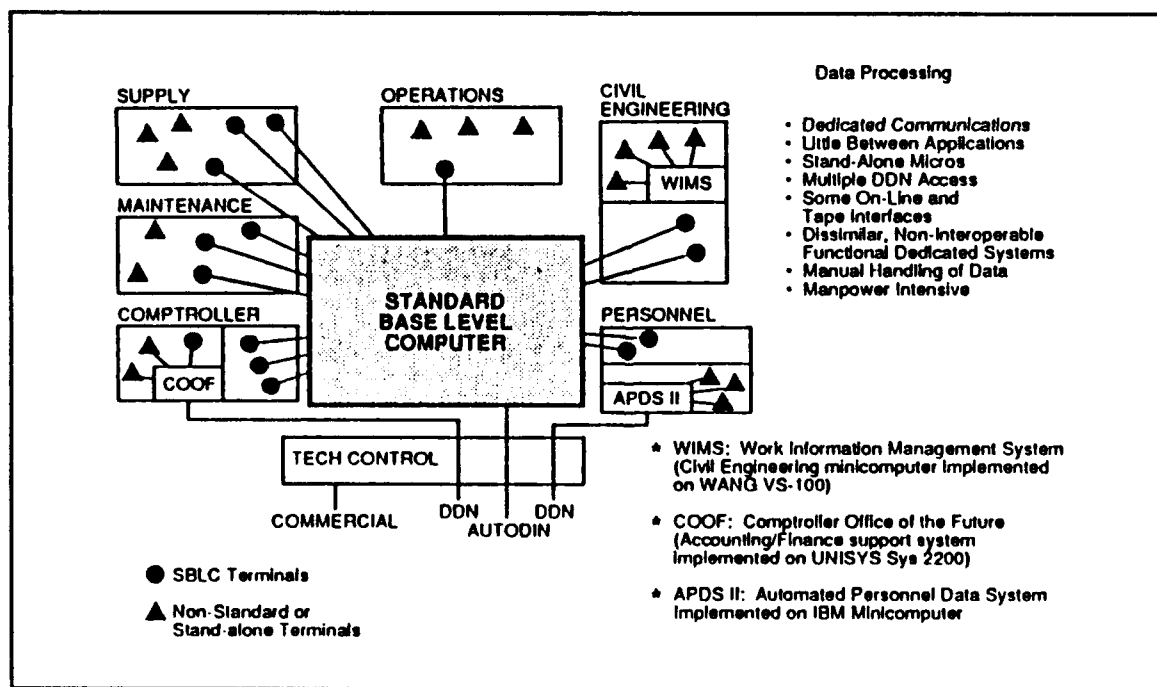 SUPPLY
OPERATIONS
CIVIL
ENGINEERING
WIMS
MAINTENANCE
STANDARD
BASE LEVEL
COMPUTER
COMPTROLLER
COOF
PERSONNEL
APDS II
TECH CONTROL
COMMERCIAL
DDN
AUTODIN
DDN
Data Processing
• Dedicated Communications
• Little Between Applications
• Stand-Alone Micros
• Multiple DDN Access
• Some On-Line and
Tape Interfaces
• Dissimilar, Non-Interoperable
Functional Dedicated Systems
• Manual Handling of Data
• Manpower Intensive
* WIMS: Work Information Management System
(Civil Engineering minicomputer implemented
on WANG VS-100)
* COOF: Comptroller Office of the Future
(Accounting/Finance support system
implemented on UNISYS Sys 2200)
* APDS II: Automated Personnel Data System
implemented on IBM Minicomputer
SBLC Terminals
Non-Standard or
Stand-alone Terminals